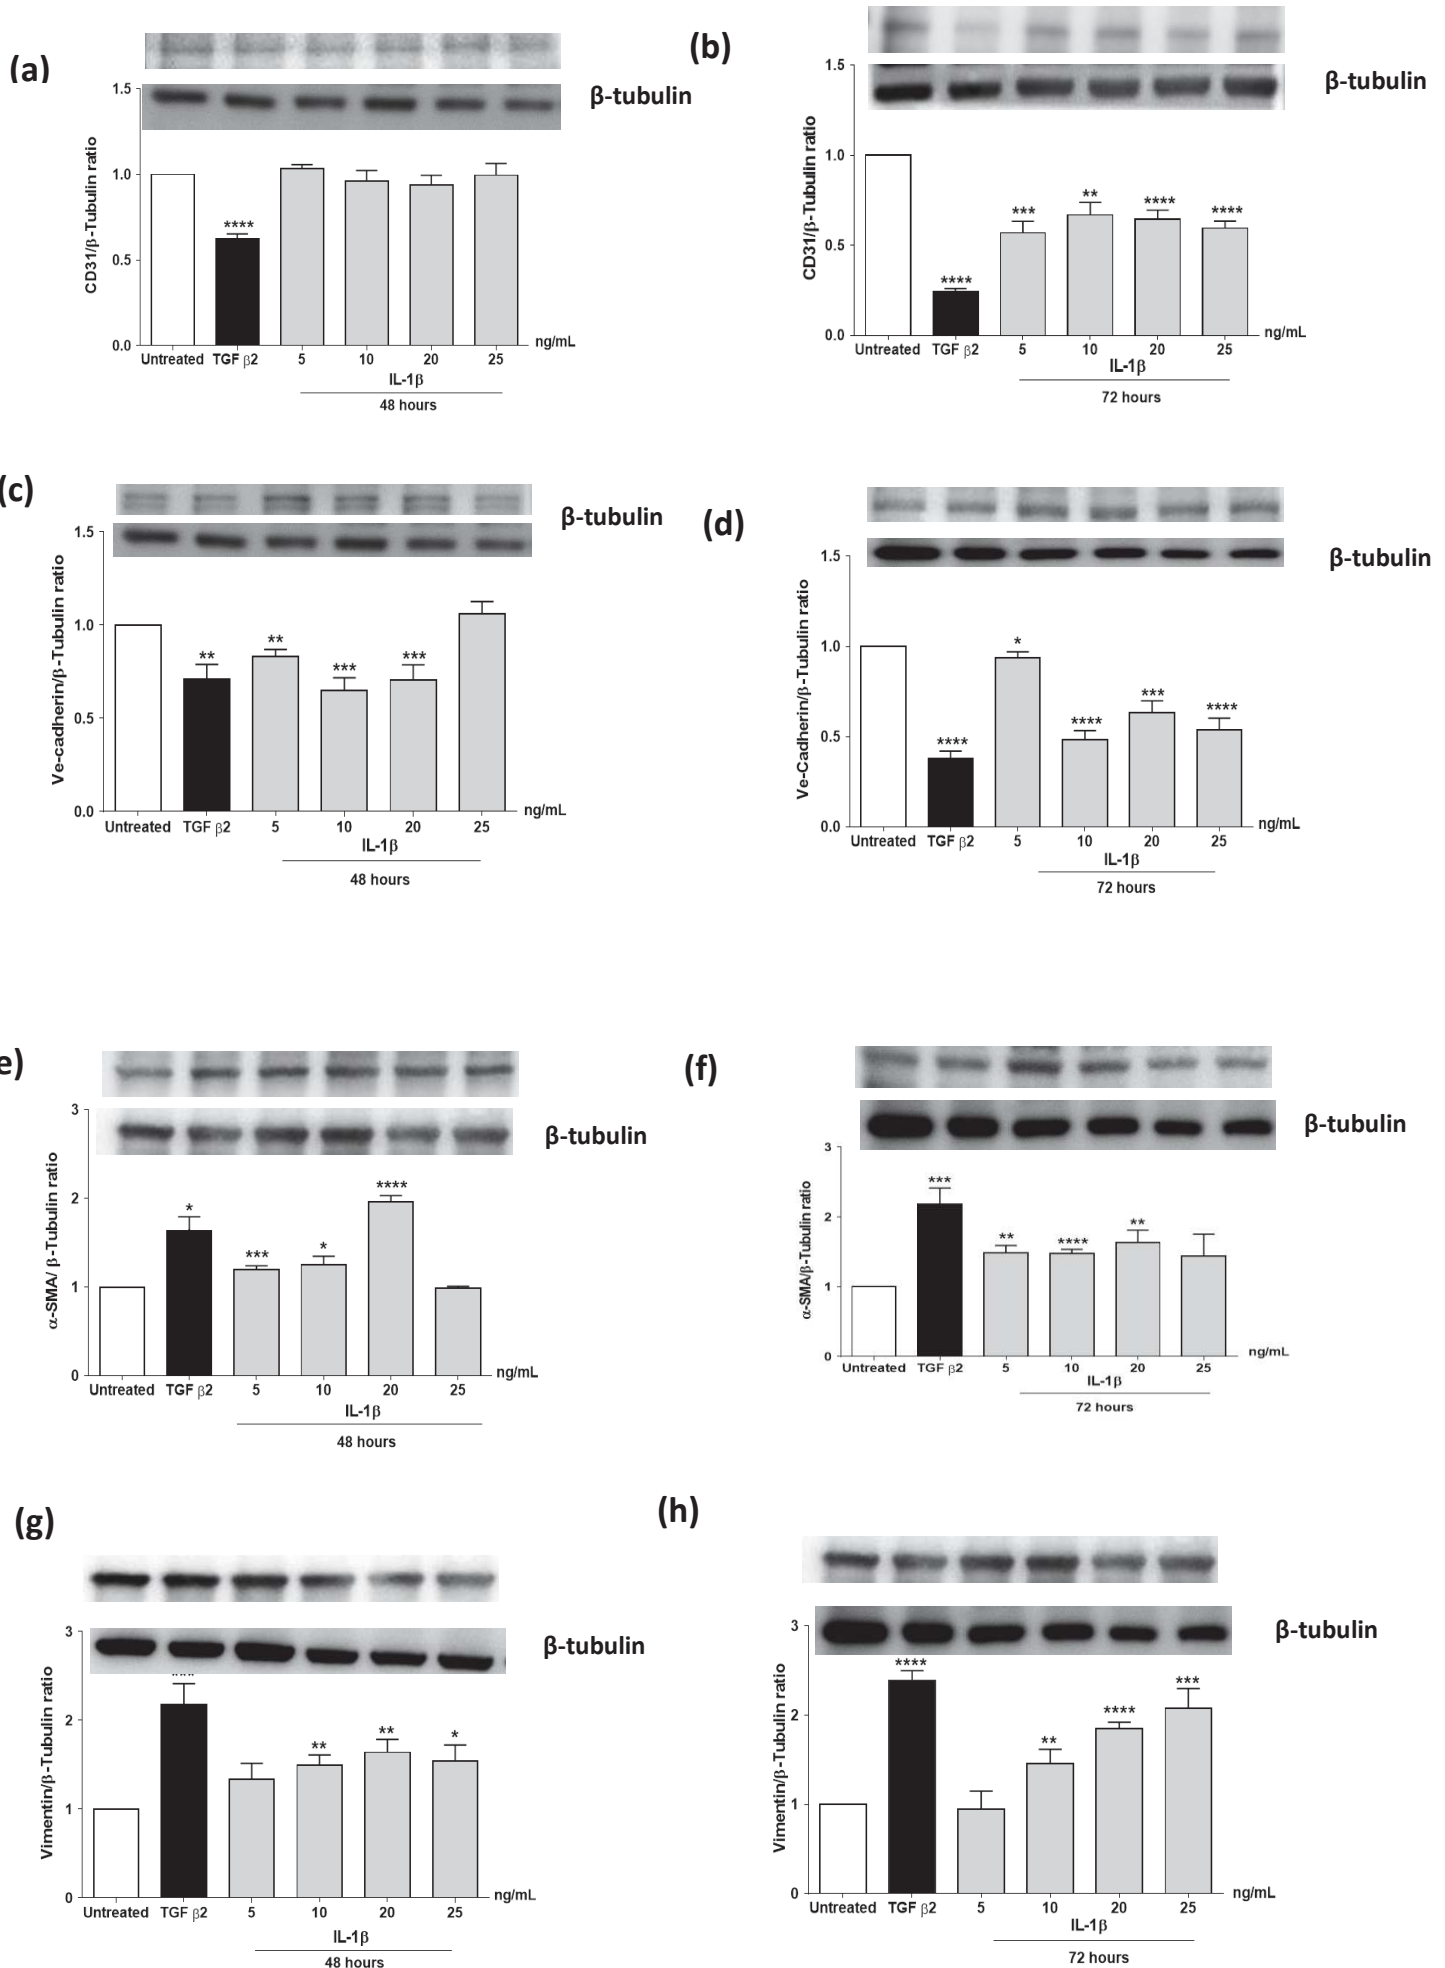 (a)
β-tubulin
1.5
1.0
0.5
0.0
CD31/β-Tubulin ratio
****
Untreated TGF β2 5 10 20 25 ng/mL
IL-1β
48 hours
(b)
β-tubulin
1.5
1.0
0.5
0.0
CD31/β-Tubulin ratio
**** *** ** **** ****
Untreated TGF β2 5 10 20 25 ng/mL
IL-1β
72 hours
(c)
β-tubulin
1.5
1.0
0.5
0.0
Ve-cadherin/β-Tubulin ratio
** ** *** ***
Untreated TGF β2 5 10 20 25 ng/mL
IL-1β
48 hours
(d)
β-tubulin
1.5
1.0
0.5
0.0
Ve-Cadherin/β-Tubulin ratio
**** * **** *** ****
Untreated TGF β2 5 10 20 25 ng/mL
IL-1β
72 hours
e)
β-tubulin
3
2
1
0
α-SMA/ β-Tubulin ratio
* *** * ****
Untreated TGF β2 5 10 20 25 ng/mL
IL-1β
48 hours
(f)
β-tubulin
3
2
1
0
α-SMA/β-Tubulin ratio
*** ** **** **
Untreated TGF β2 5 10 20 25 ng/mL
IL-1β
72 hours
(g)
β-tubulin
3
2
1
0
Vimentin/β-Tubulin ratio
** ** *
Untreated TGF β2 5 10 20 25 ng/mL
IL-1β
48 hours
(h)
β-tubulin
3
2
1
0
Vimentin/β-Tubulin ratio
**** ** **** ***
Untreated TGF β2 5 10 20 25 ng/mL
IL-1β
72 hours